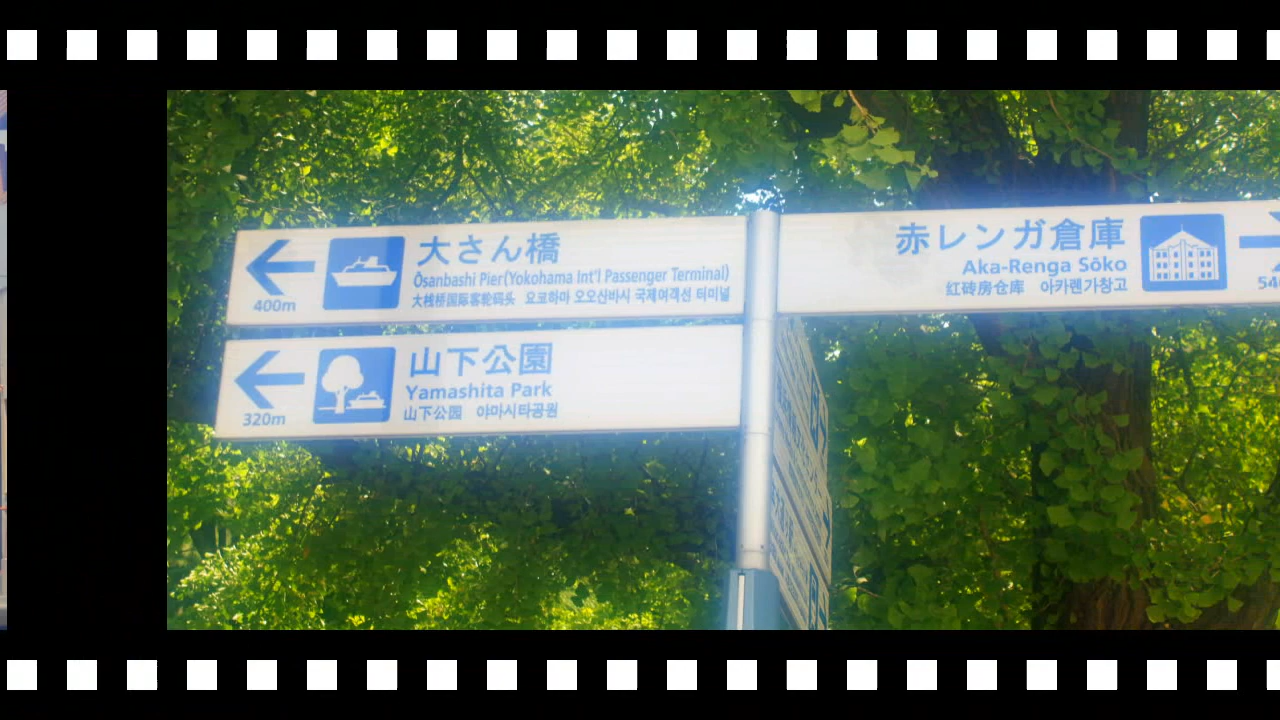 大さん橋
Ōsanbashi Pier(Yokohama Int'l Passenger Terminal)
大栈桥国际客轮码头 요코하마 오오산바시 국제여객선 터미널
400m
山下公園
Yamashita Park
山下公园 야마시타공원
320m
赤レンガ倉庫
Aka-Renga Sôko
红砖房仓库 아카렌가창고